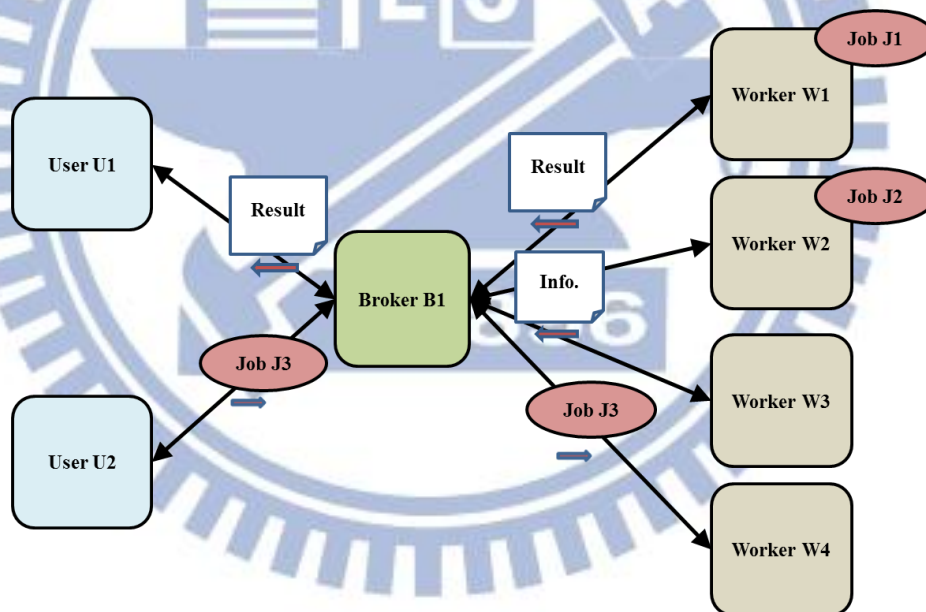 Job J1
Worker W1
User U1
Result
Result
Job J2
Worker W2
Info.
Broker B1
Job J3
Job J3
Worker W3
User U2
Worker W4